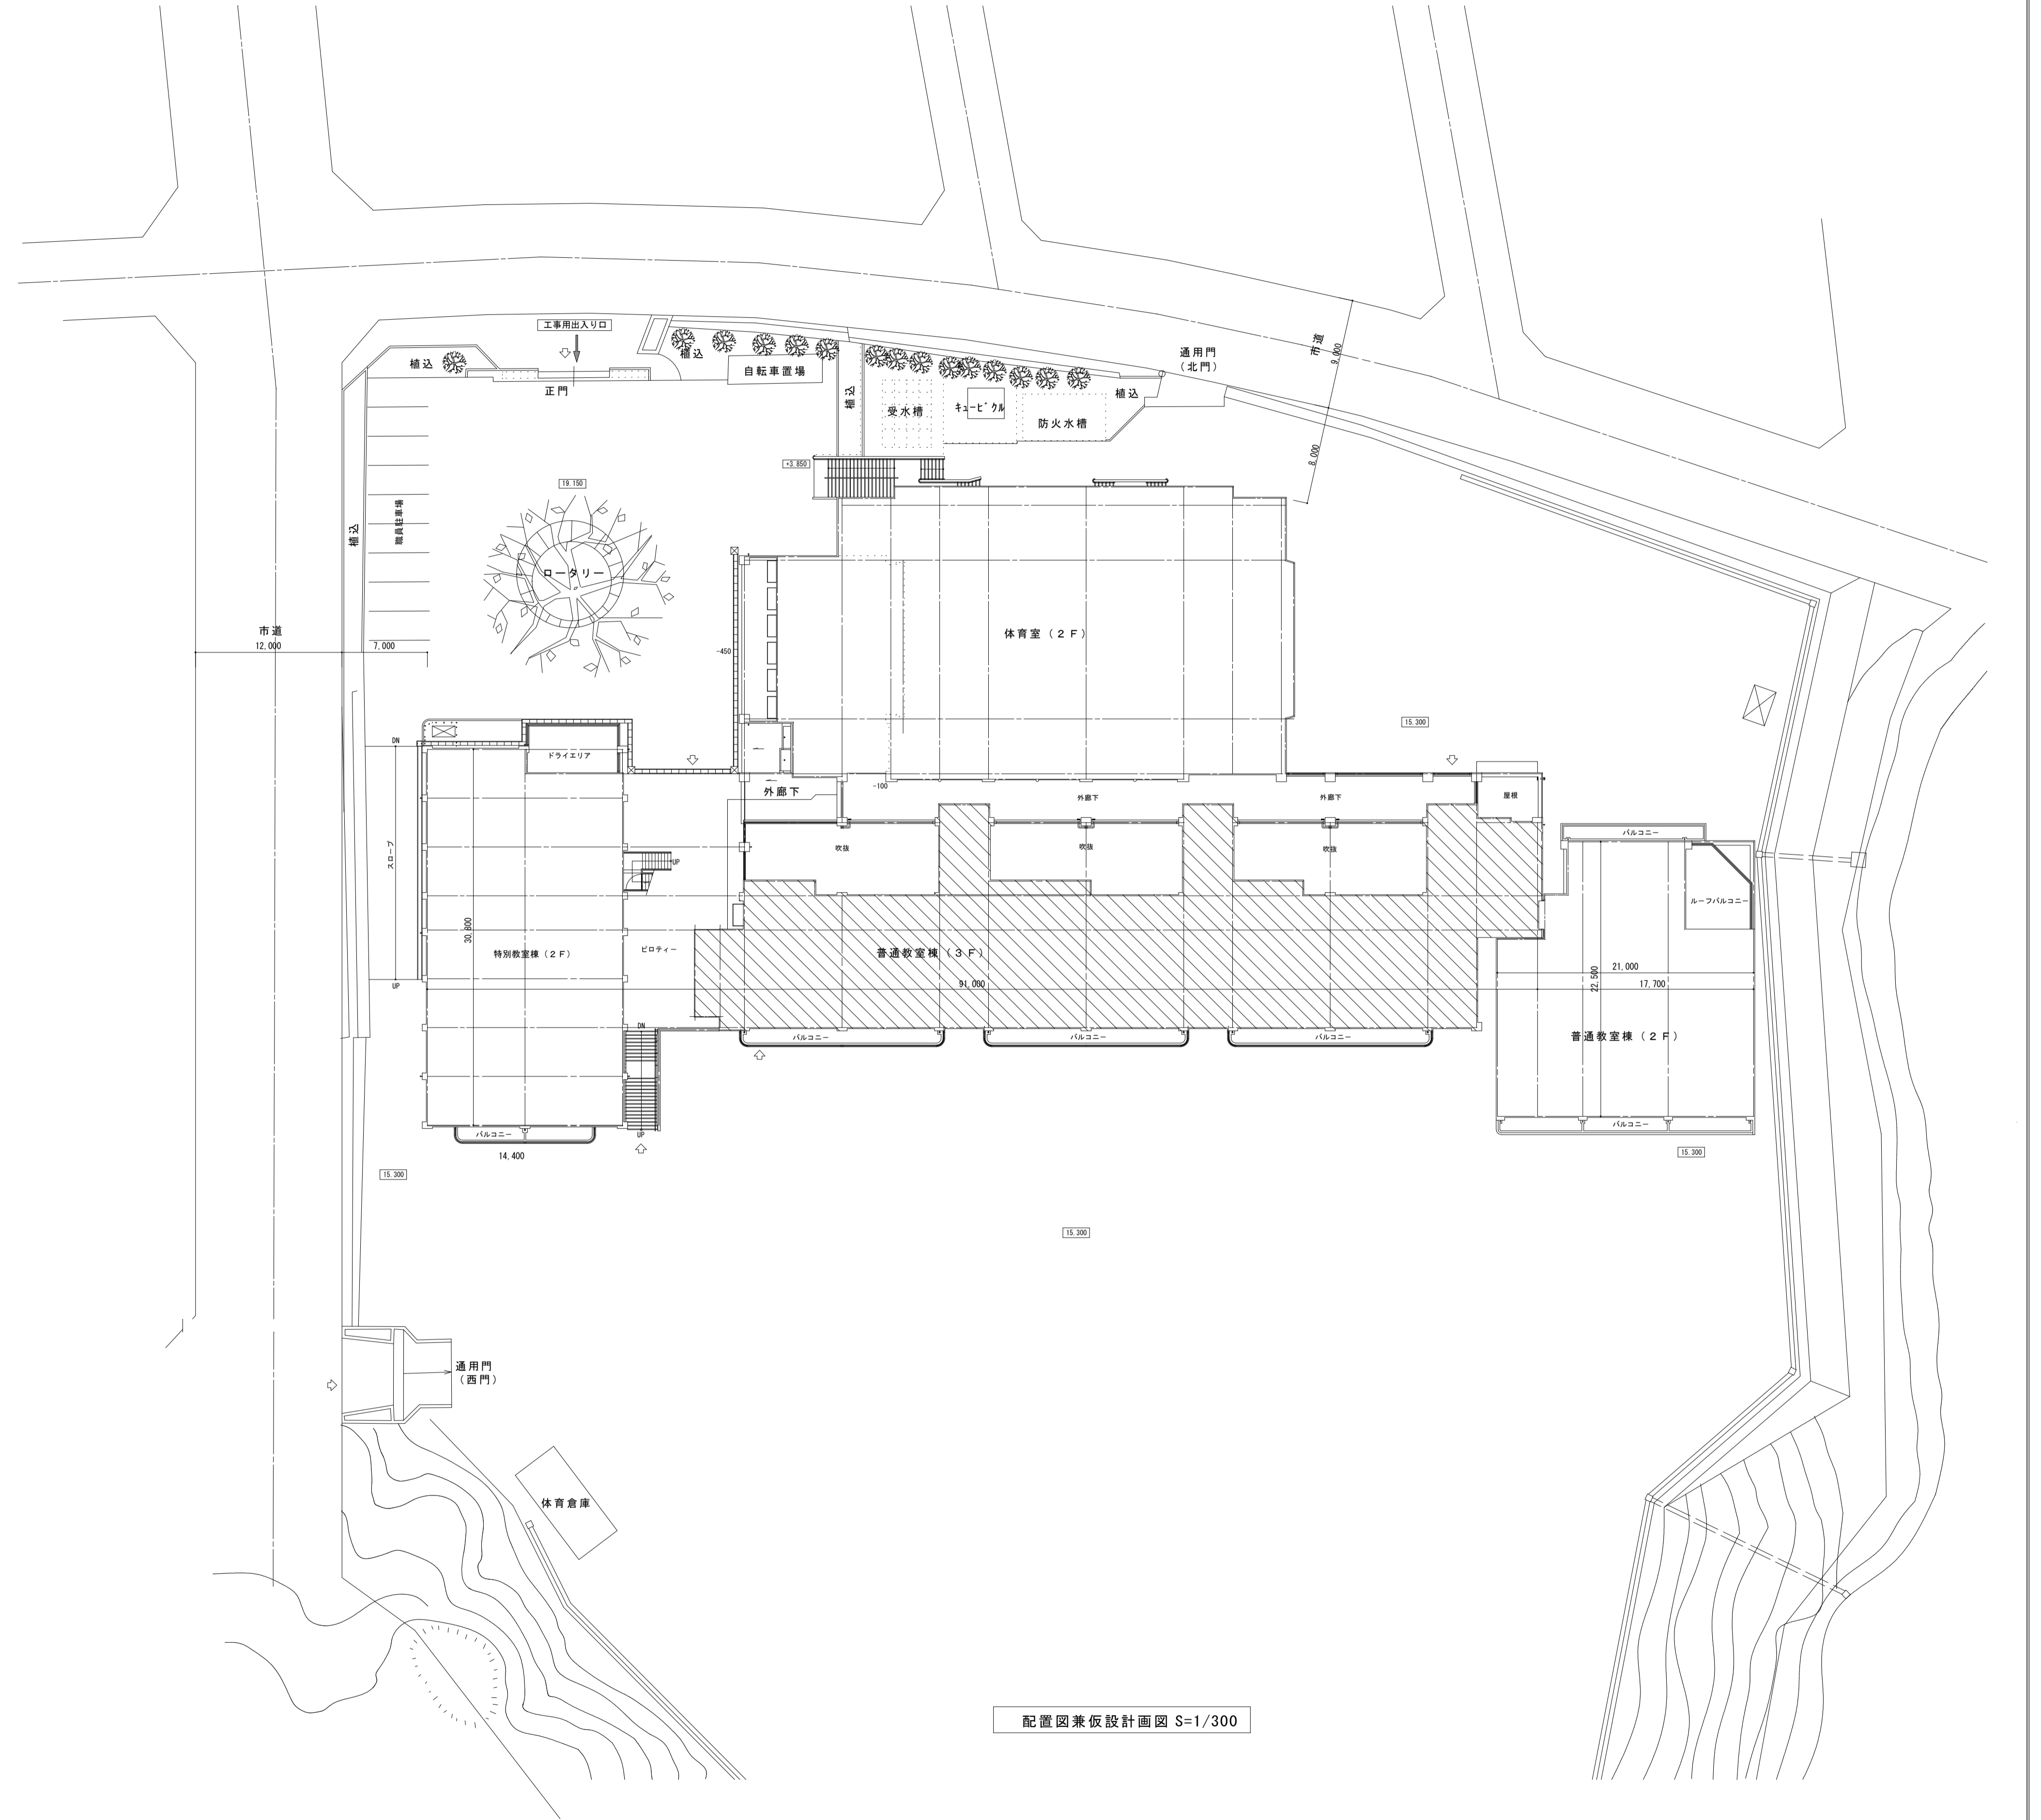 工事用出入り口
植込
正門
植込
自転車置場
植込
受水槽
キュービクル
防火水槽
植込
通用門
(北門)
市道
9,000
8,000
+3.850
19.150
植込
職員駐車場
ロータリー
市道
12,000
7,000
-450
体育室(2F)
15.300
DN
ドライエリア
外廊下
-100
外廊下
外廊下
屋根
バルコニー
スロープ
UP
吹抜
吹抜
吹抜
ルーフバルコニー
30,800
特別教室棟(2F)
ピロティー
普通教室棟(3F)
91,000
21,000
22,500
17,700
UP
DN
バルコニー
バルコニー
バルコニー
普通教室棟(2F)
バルコニー
UP
バルコニー
14,400
15.300
15.300
15.300
通用門
(西門)
体育倉庫
配置図兼仮設計画図 S=1/300